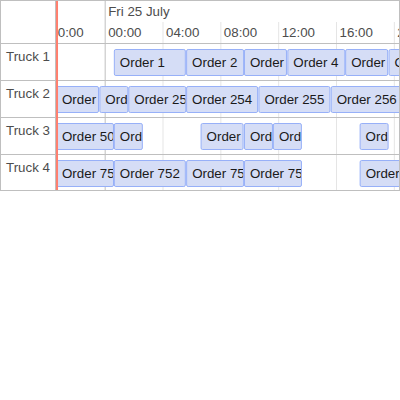 Fri 25 July
0:00 00:00 04:00 08:00 12:00 16:00
Truck 1 Order 1 Order 2 Order Order 4 Order
Truck 2 Order Ord Order 25 Order 254 Order 255 Order 256
Truck 3 Order 50 Ord Order Ord Ord Ord
Truck 4 Order 75 Order 752 Order 75 Order 75 Order